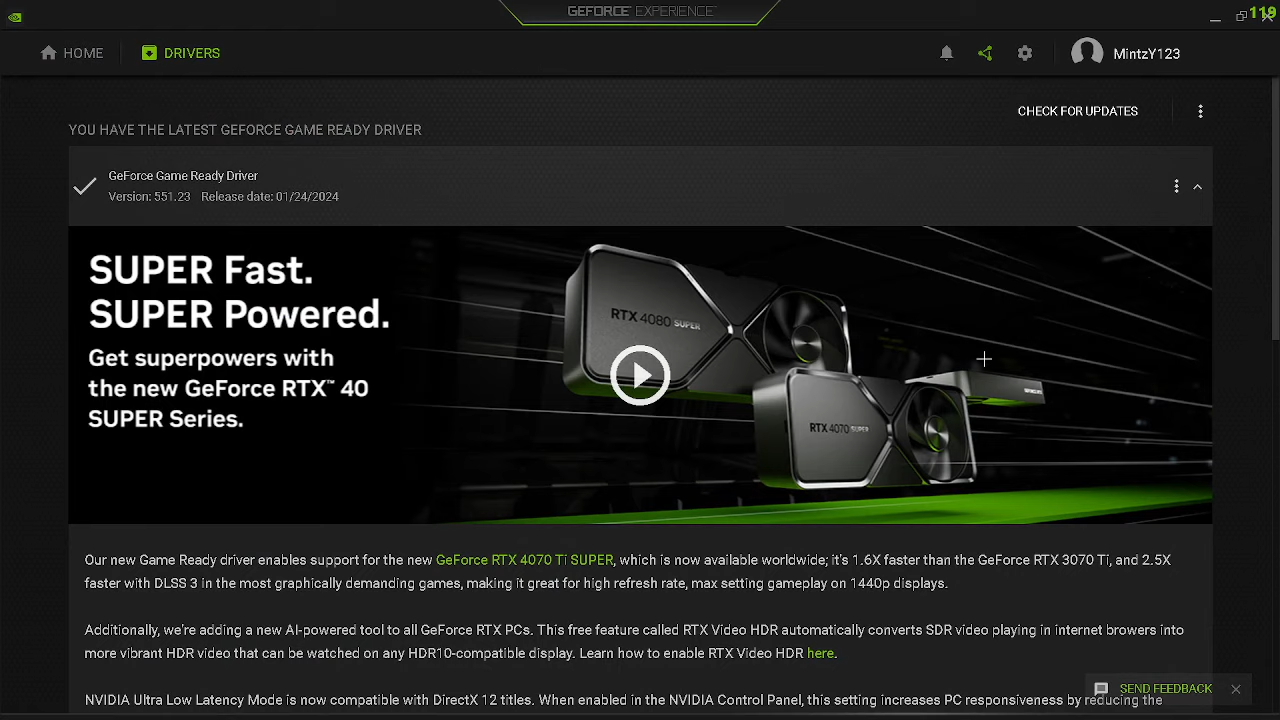 GEFORCE EXPERIENCE
119
HOME
DRIVERS
MintzY123
CHECK FOR UPDATES
YOU HAVE THE LATEST GEFORCE GAME READY DRIVER
GeForce Game Ready Driver
Version: 551.23 Release date: 01/24/2024
SUPER Fast.
SUPER Powered.
Get superpowers with
the new GeForce RTX™ 40
SUPER Series.
RTX 4080 SUPER
RTX 4070 SUPER
Our new Game Ready driver enables support for the new GeForce RTX 4070 Ti SUPER, which is now available worldwide; it's 1.6X faster than the GeForce RTX 3070 Ti, and 2.5X
faster with DLSS 3 in the most graphically demanding games, making it great for high refresh rate, max setting gameplay on 1440p displays.
Additionally, we're adding a new AI-powered tool to all GeForce RTX PCs. This free feature called RTX Video HDR automatically converts SDR video playing in internet browers into
more vibrant HDR video that can be watched on any HDR10-compatible display. Learn how to enable RTX Video HDR here.
SEND FEEDBACK
NVIDIA Ultra Low Latency Mode is now compatible with DirectX 12 titles. When enabled in the NVIDIA Control Panel, this setting increases PC responsiveness by reducing the